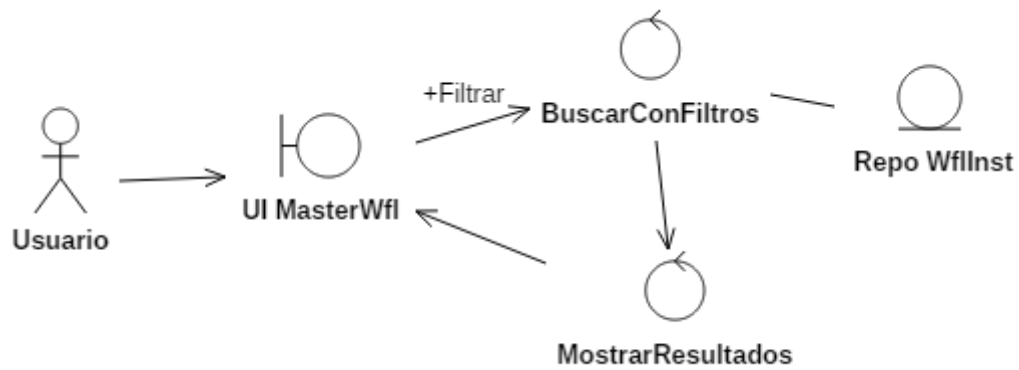 +Filtrar
BuscarConFiltros
Repo WflInst
UI MasterWfl
Usuario
MostrarResultados